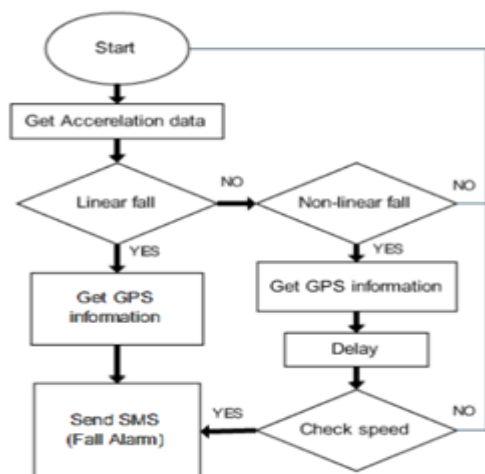 Start
Get Accerelation data
Linear fall
NO
Non-linear fall
NO
YES
YES
Get GPS
information
Get GPS information
Delay
Send SMS
(Fall Alarm)
YES
Check speed
NO